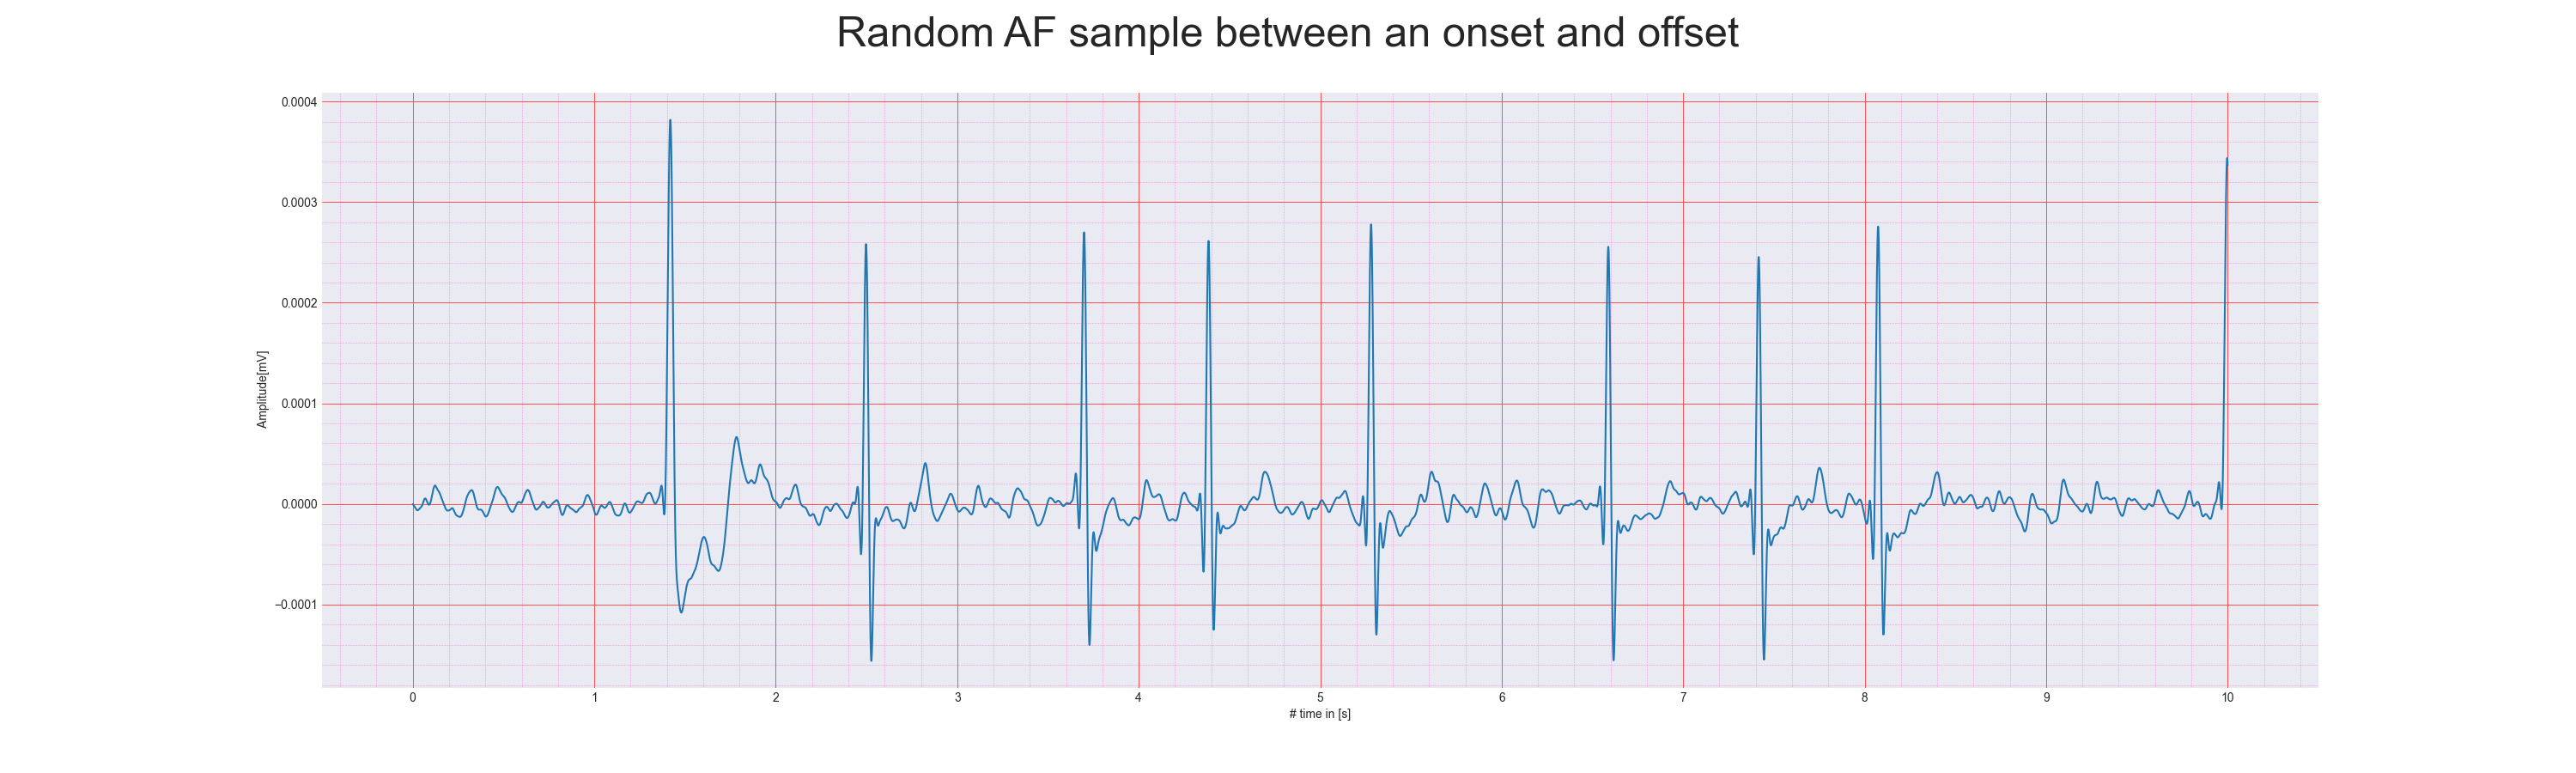 Random AF sample between an onset and offset
0.0004
0.0003
0.0002
0.0001
0.0000
−0.0001
Amplitude[mV]
0 1 2 3 4 5 6 7 8 9 10
# time in [s]